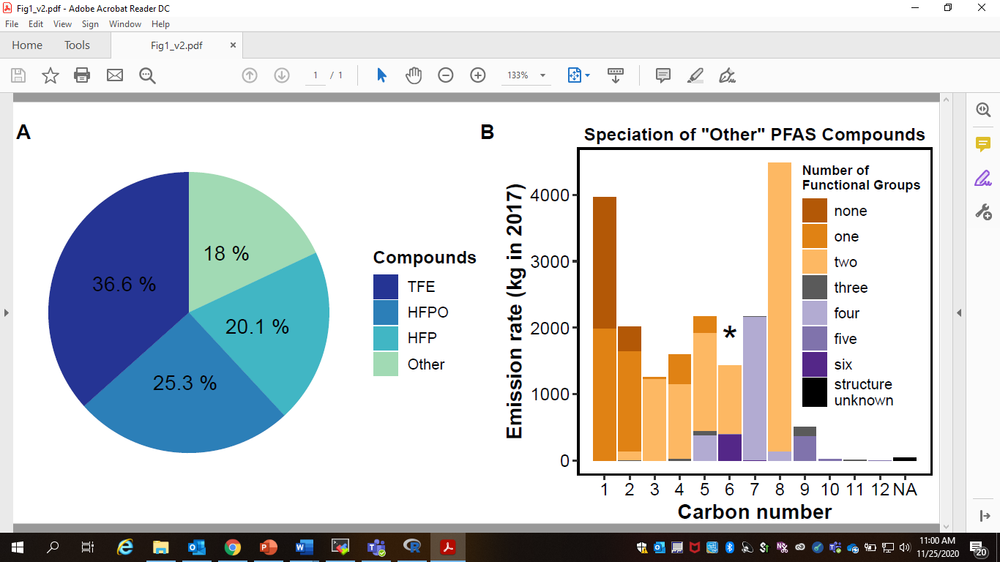 Fig1_v2.pdf - Adobe Acrobat Reader DC
File Edit View Sign Window Help
Home Tools Fig1_v2.pdf ×
1 / 1 133%
A
36.6 %
18 %
20.1 %
25.3 %
Compounds
TFE
HFPO
HFP
Other
B
Speciation of "Other" PFAS Compounds
Emission rate (kg in 2017)
4000
3000
2000
1000
0
*
Number of
Functional Groups
none
one
two
three
four
five
six
structure
unknown
1 2 3 4 5 6 7 8 9 10 11 12 NA
Carbon number
11:00 AM
11/25/2020
20